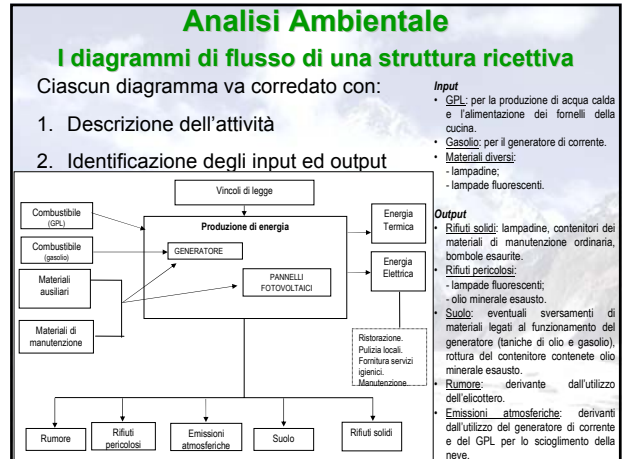 Analisi Ambientale
I diagrammi di flusso di una struttura ricettiva
Ciascun diagramma va corredato con:
1. Descrizione dell'attività
2. Identificazione degli input ed output
Vincoli di legge
Combustibile
(GPL)
Combustibile
(gasolio)
Materiali
ausiliari
Materiali di
manutenzione
Produzione di energia
GENERATORE
PANNELLI
FOTOVOLTAICI
Energia
Termica
Energia
Elettrica
Ristorazione.
Pulizia locali.
Fornitura servizi
igienici.
Manutenzione
Rumore
Rifiuti
pericolosi
Emissioni
atmosferiche
Suolo
Rifiuti solidi
Input
• GPL: per la produzione di acqua calda
e l'alimentazione dei fornelli della
cucina.
• Gasolio: per il generatore di corrente.
• Materiali diversi:
- lampadine;
- lampade fluorescenti.
Output
• Rifiuti solidi: lampadine, contenitori dei
materiali di manutenzione ordinaria,
bombole esaurite.
• Rifiuti pericolosi:
- lampade fluorescenti;
- olio minerale esausto.
• Suolo: eventuali sversamenti di
materiali legati al funzionamento del
generatore (taniche di olio e gasolio),
rottura del contenitore contenete olio
minerale esausto.
• Rumore: derivante dall'utilizzo
dell'elicottero.
• Emissioni atmosferiche: derivanti
dall'utilizzo del generatore di corrente
e del GPL per lo scioglimento della
neve.